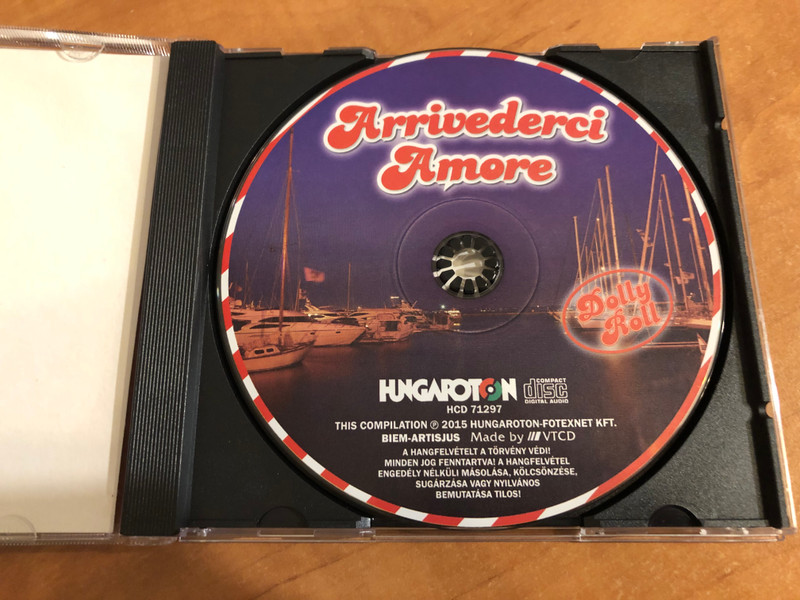 Arrivederci
Amore
Dolly
Roll
HUNGAROTON
COMPACT
disc
DIGITAL AUDIO
HCD 71297
THIS COMPILATION ℗ 2015 HUNGAROTON-FOTEXNET KFT.
BIEM-ARTISJUS Made by VTCD
A HANGFELVÉTELT A TÖRVÉNY VÉDI!
MINDEN JOG FENNTARTVA! A HANGFELVÉTEL
ENGEDÉLY NÉLKÜLI MÁSOLÁSA, KÖLCSÖNZÉSE,
SUGÁRZÁSA VAGY NYILVÁNOS
BEMUTATÁSA TILOS!